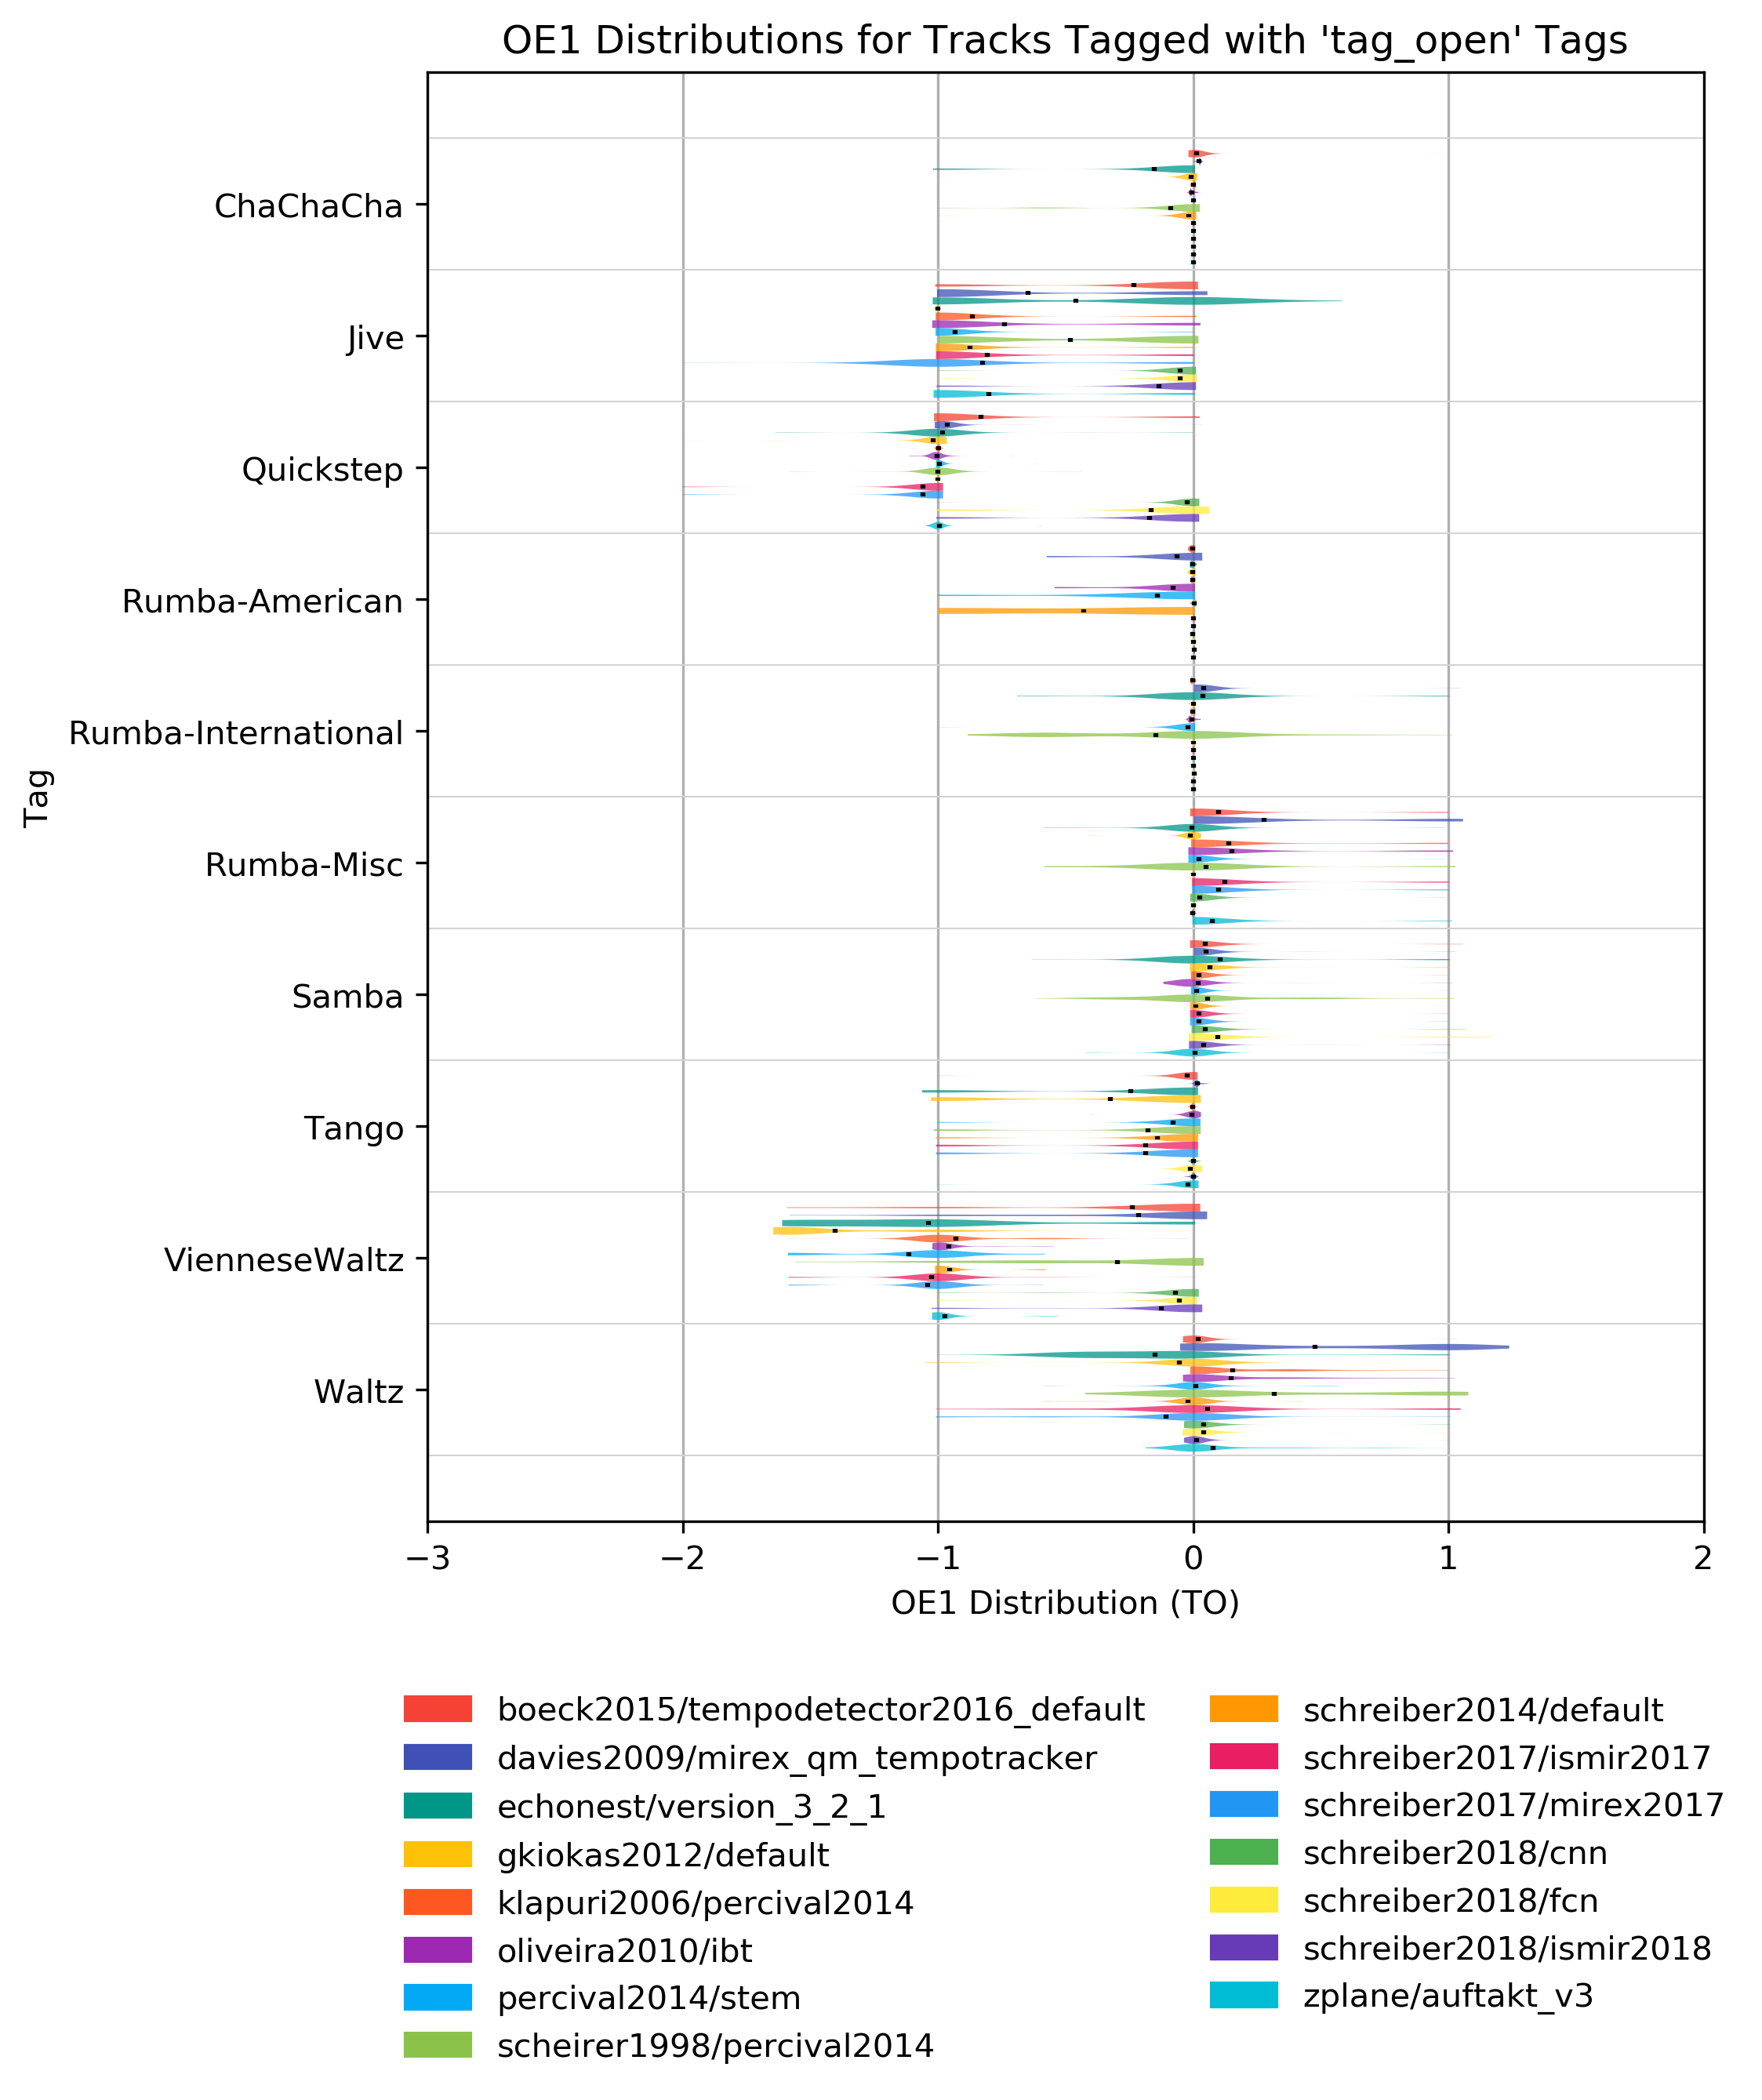 OE1 Distributions for Tracks Tagged with 'tag_open' Tags
ChaChaCha
Jive
Quickstep
Rumba-American
Rumba-International
Tag
Rumba-Misc
Samba
Tango
VienneseWaltz
Waltz
−3 −2 −1 0 1 2
OE1 Distribution (TO)
boeck2015/tempodetector2016_default
davies2009/mirex_qm_tempotracker
echonest/version_3_2_1
gkiokas2012/default
klapuri2006/percival2014
oliveira2010/ibt
percival2014/stem
scheirer1998/percival2014
schreiber2014/default
schreiber2017/ismir2017
schreiber2017/mirex2017
schreiber2018/cnn
schreiber2018/fcn
schreiber2018/ismir2018
zplane/auftakt_v3